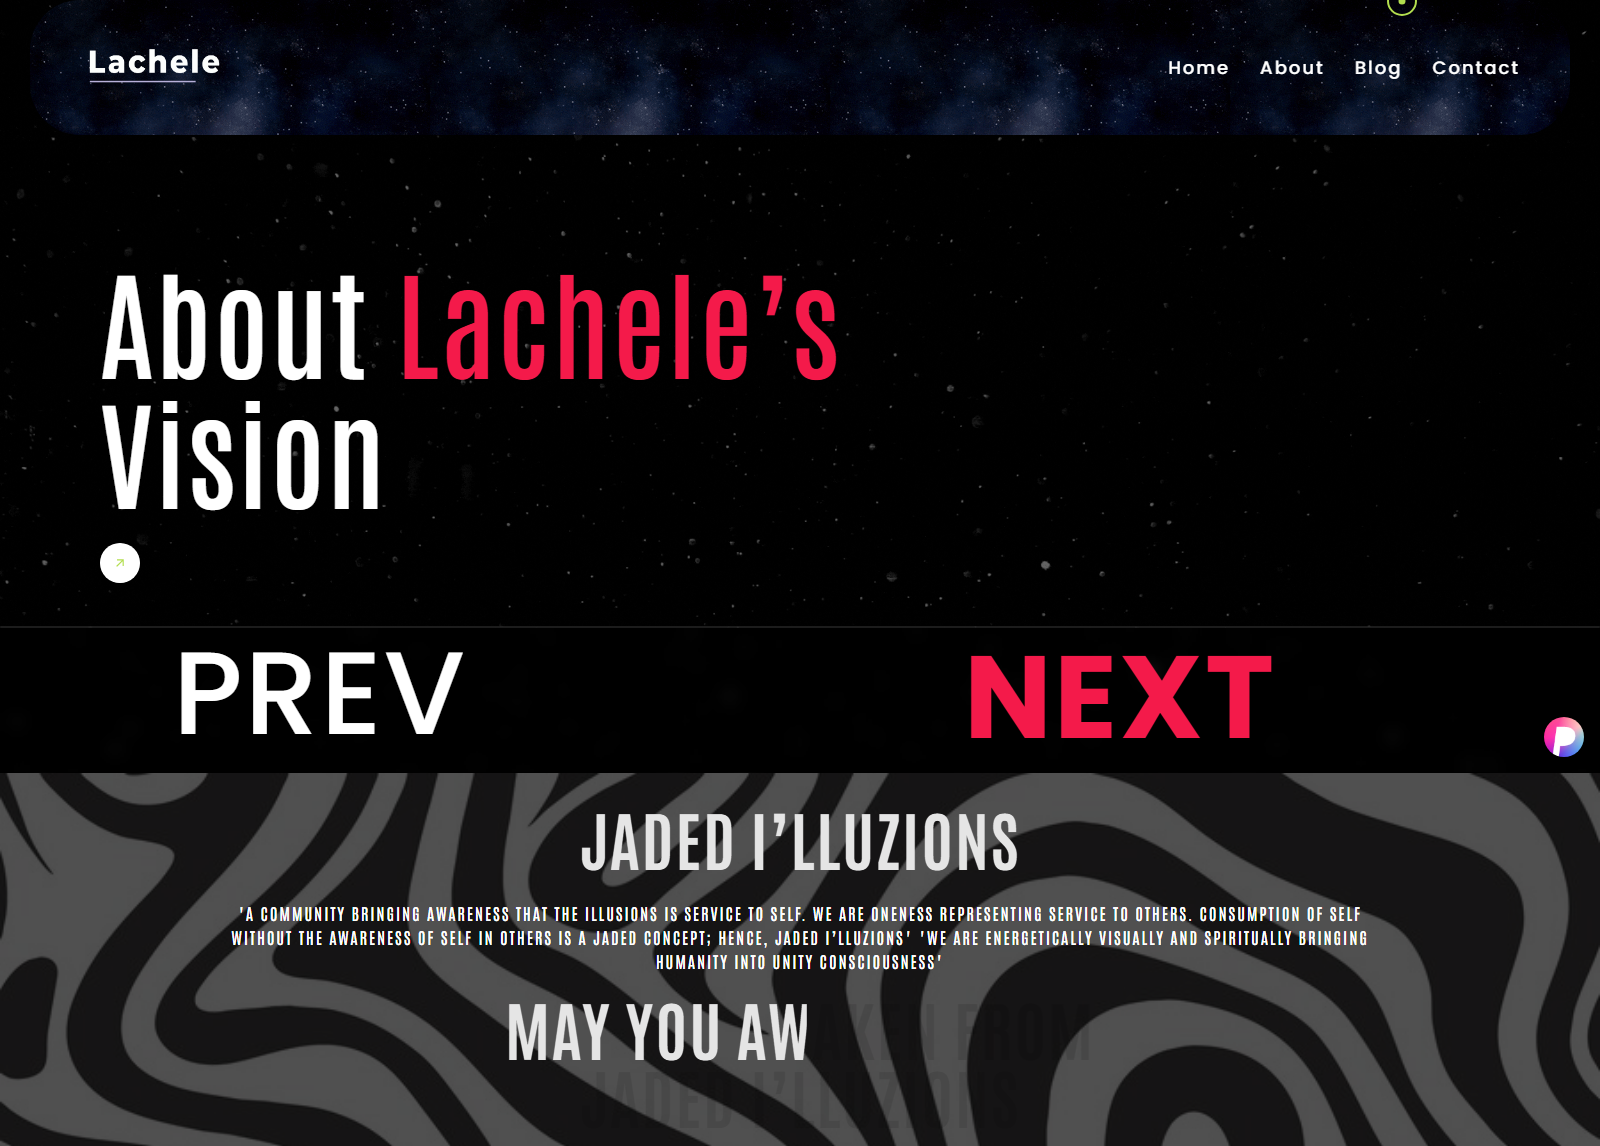 Lachele
Home About Blog Contact
About Lachele’s
Vision
PREV NEXT
JADED I’LLUZIONS
'A COMMUNITY BRINGING AWARENESS THAT THE ILLUSIONS IS SERVICE TO SELF. WE ARE ONENESS REPRESENTING SERVICE TO OTHERS. CONSUMPTION OF SELF
WITHOUT THE AWARENESS OF SELF IN OTHERS IS A JADED CONCEPT; HENCE, JADED I’LLUZIONS' 'WE ARE ENERGETICALLY VISUALLY AND SPIRITUALLY BRINGING
HUMANITY INTO UNITY CONSCIOUSNESS'
MAY YOU AWAKEN FROM
JADED I’LLUZIONS